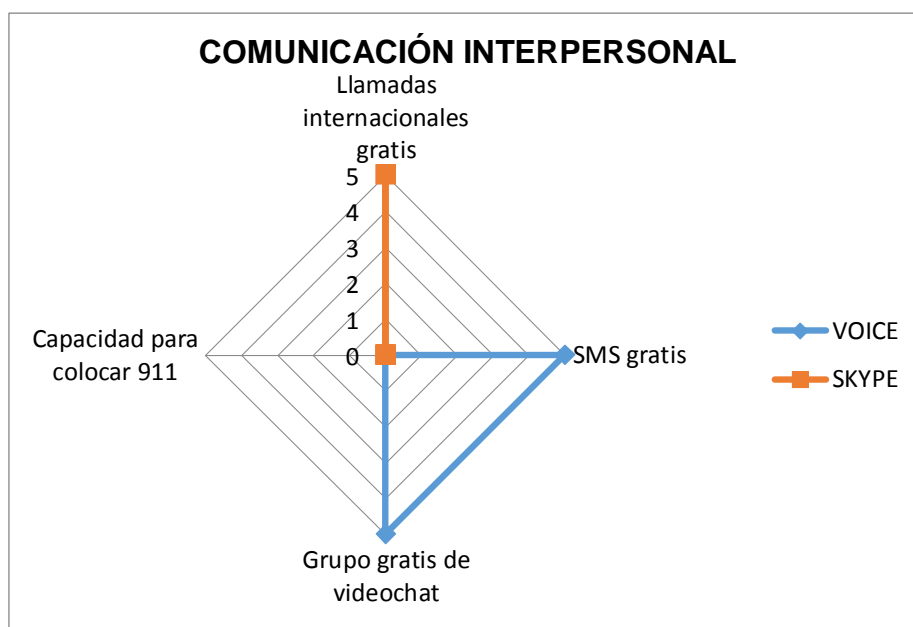 COMUNICACIÓN INTERPERSONAL
Llamadas
internacionales
gratis
5
4
3
2
1
0
Capacidad para
colocar 911
SMS gratis
VOICE
SKYPE
Grupo gratis de
videochat